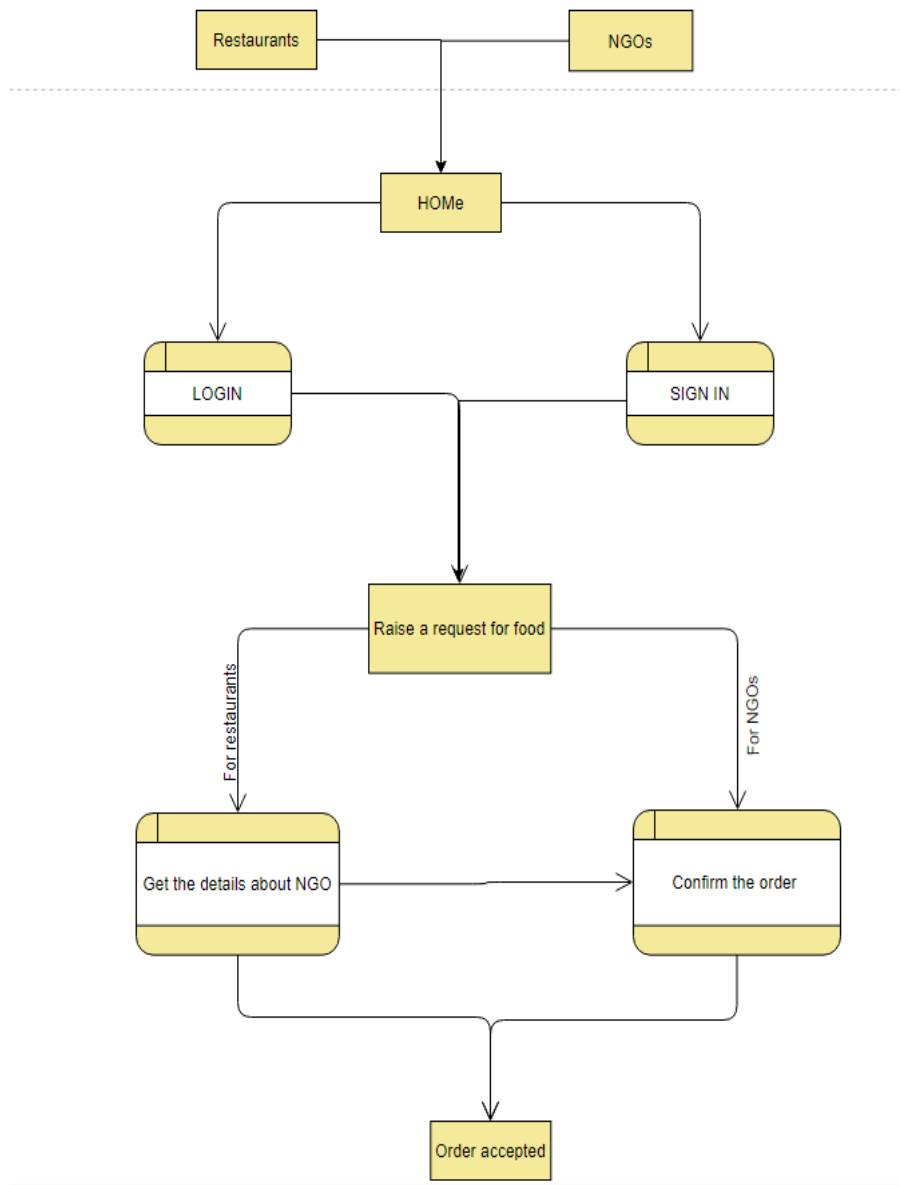 Restaurants
NGOs
HOMe
LOGIN
SIGN IN
Raise a request for food
For restaurants
For NGOs
Get the details about NGO
Confirm the order
Order accepted